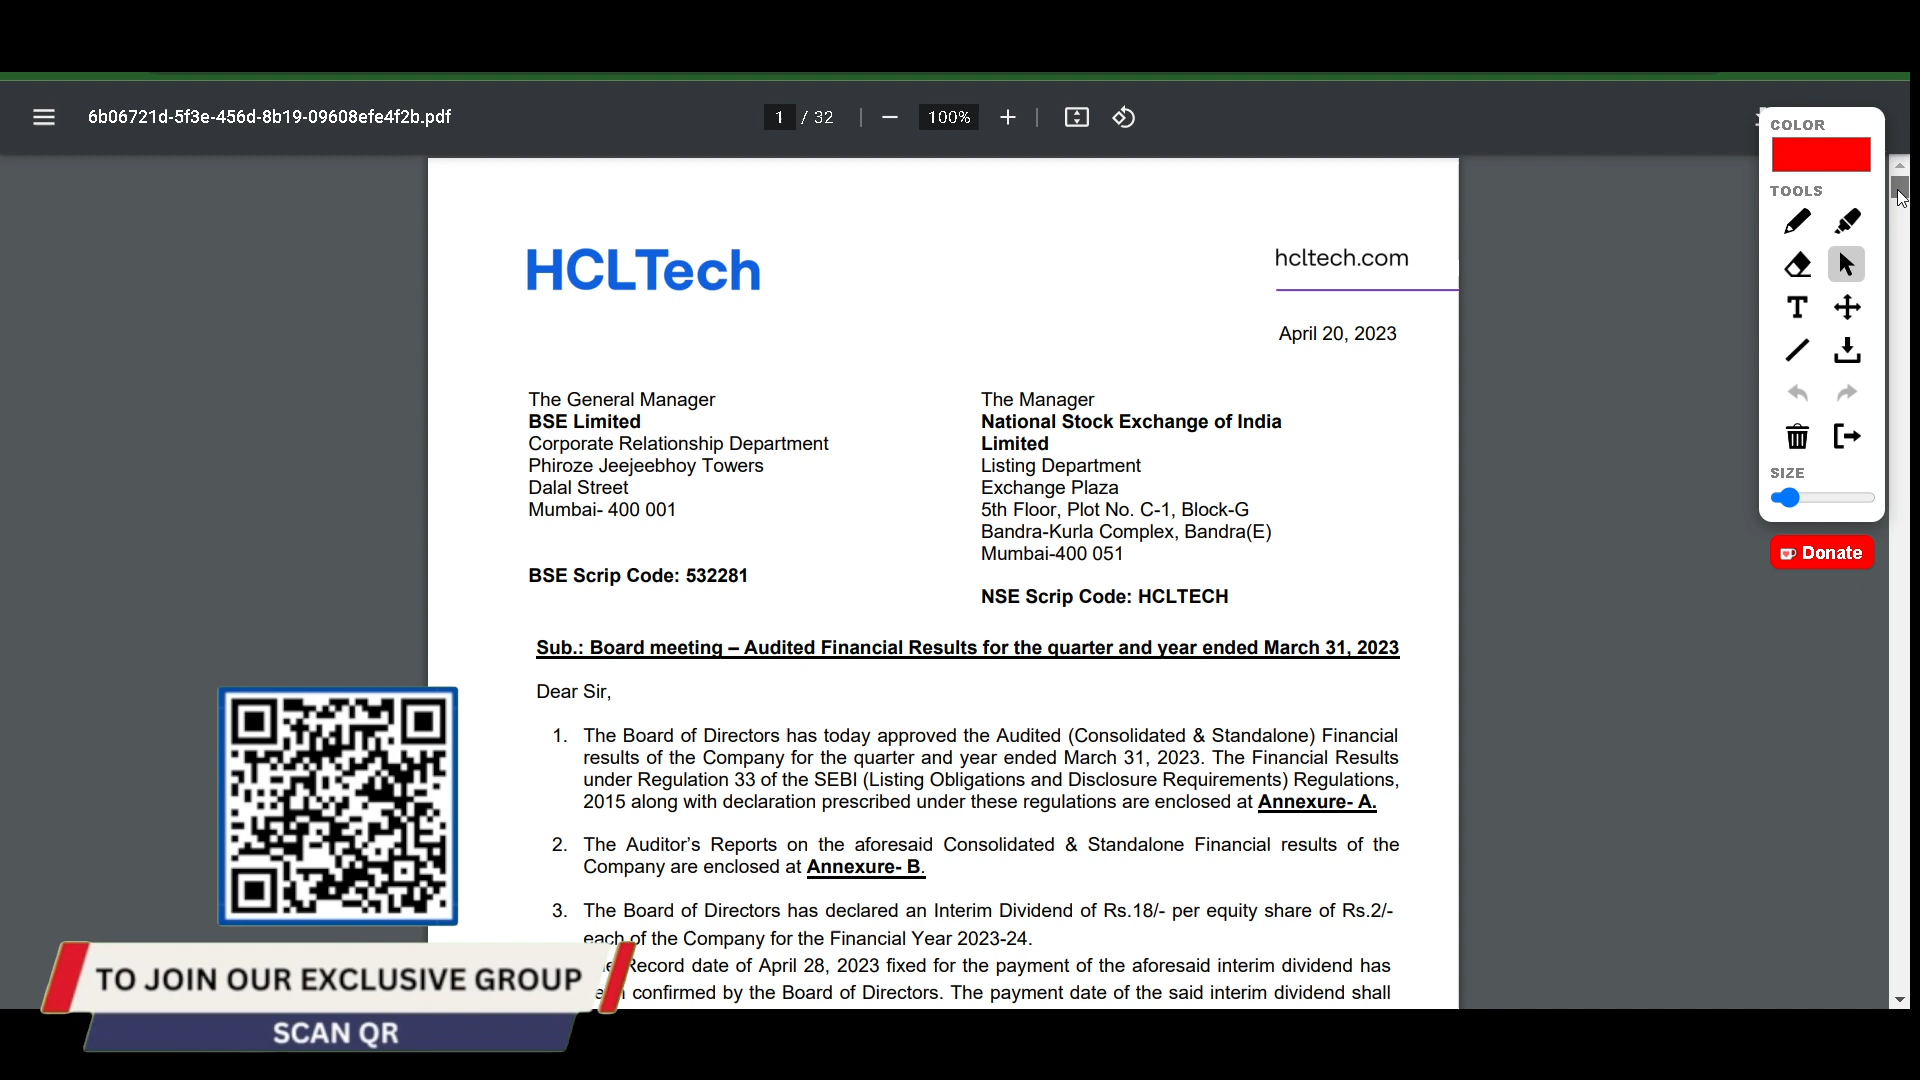 6b06721d-5f3e-456d-8b19-09608efe4f2b.pdf
1 / 32
100%
COLOR
TOOLS
SIZE
Donate
HCLTech
hcltech.com
April 20, 2023
The General Manager
BSE Limited
Corporate Relationship Department
Phiroze Jeejeebhoy Towers
Dalal Street
Mumbai- 400 001
BSE Scrip Code: 532281
The Manager
National Stock Exchange of India
Limited
Listing Department
Exchange Plaza
5th Floor, Plot No. C-1, Block-G
Bandra-Kurla Complex, Bandra(E)
Mumbai-400 051
NSE Scrip Code: HCLTECH
Sub.: Board meeting – Audited Financial Results for the quarter and year ended March 31, 2023
Dear Sir,
1. The Board of Directors has today approved the Audited (Consolidated & Standalone) Financial
results of the Company for the quarter and year ended March 31, 2023. The Financial Results
under Regulation 33 of the SEBI (Listing Obligations and Disclosure Requirements) Regulations,
2015 along with declaration prescribed under these regulations are enclosed at Annexure- A.
2. The Auditor's Reports on the aforesaid Consolidated & Standalone Financial results of the
Company are enclosed at Annexure- B.
3. The Board of Directors has declared an Interim Dividend of Rs.18/- per equity share of Rs.2/-
each of the Company for the Financial Year 2023-24.
Record date of April 28, 2023 fixed for the payment of the aforesaid interim dividend has
confirmed by the Board of Directors. The payment date of the said interim dividend shall
TO JOIN OUR EXCLUSIVE GROUP
SCAN QR